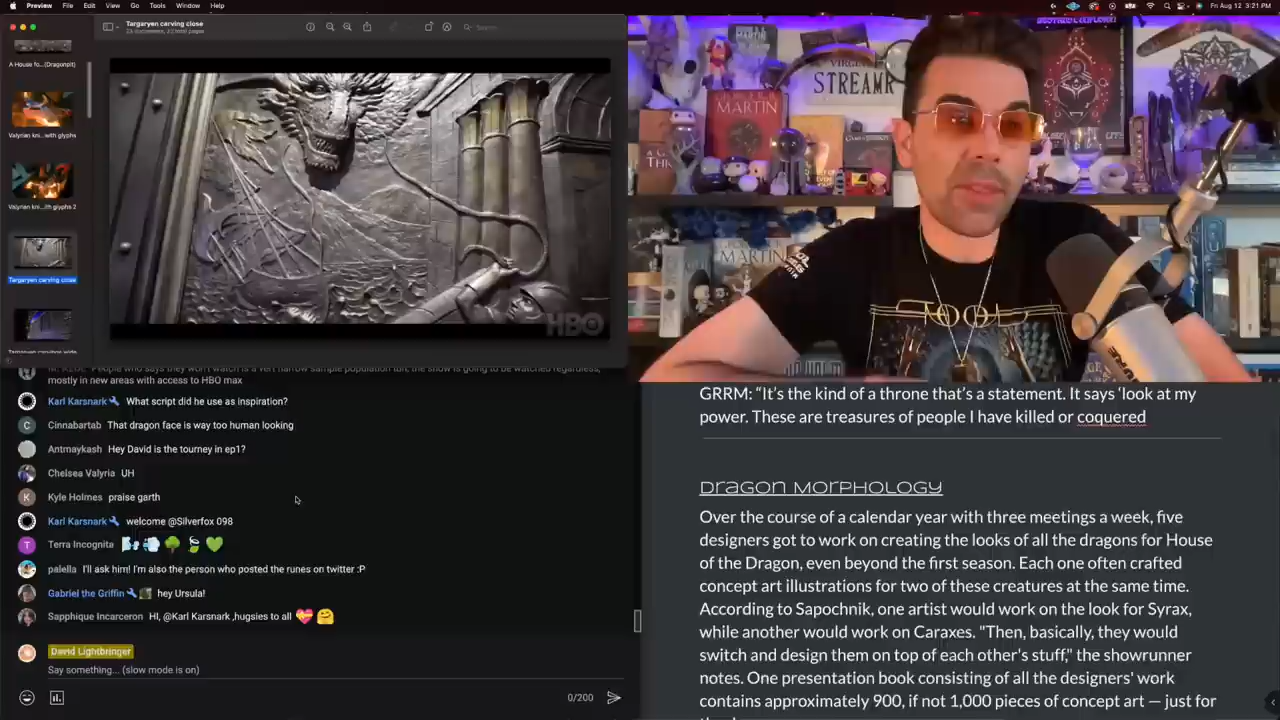 Preview File Edit View Go Tools Window Help
Fri Aug 12 3:21 PM
Targaryen carving close
Search
A House fo...(Dragonpit)
Valyrian kni...with glyphs
Valyrian kni...with glyphs 2
Targaryen carving close
HBO
VIRGI
STREAMR
MARTIN
MARTIN
TOOL
SHURE
mostly in new areas with access to HBO max
Karl Karsnark What script did he use as inspiration?
C Cinnabartab That dragon face is way too human looking
Antmaykash Hey David is the tourney in ep1?
Chelsea Valyria UH
K Kyle Holmes praise garth
Karl Karsnark welcome @Silverfox 098
T Terra Incognita 🌬️💨🌳🍃💚
palella I'll ask him! I'm also the person who posted the runes on twitter :P
Gabriel the Griffin hey Ursula!
Sapphique Incarceron HI, @Karl Karsnark ,hugsies to all 💝🤗
David Lightbringer
Say something... (slow mode is on)
0/200
GRRM: “It’s the kind of throne that’s a statement. It says ‘look at my
power. These are treasures of people I have killed or coquered
Dragon Morphology
Over the course of a calendar year with three meetings a week, five
designers got to work on creating the looks of all the dragons for House
of the Dragon, even beyond the first season. Each one often crafted
concept art illustrations for two of these creatures at the same time.
According to Sapochnik, one artist would work on the look for Syrax,
while another would work on Caraxes. "Then, basically, they would
switch and design them on top of each other's stuff," the showrunner
notes. One presentation book consisting of all the designers' work
contains approximately 900, if not 1,000 pieces of concept art — just for